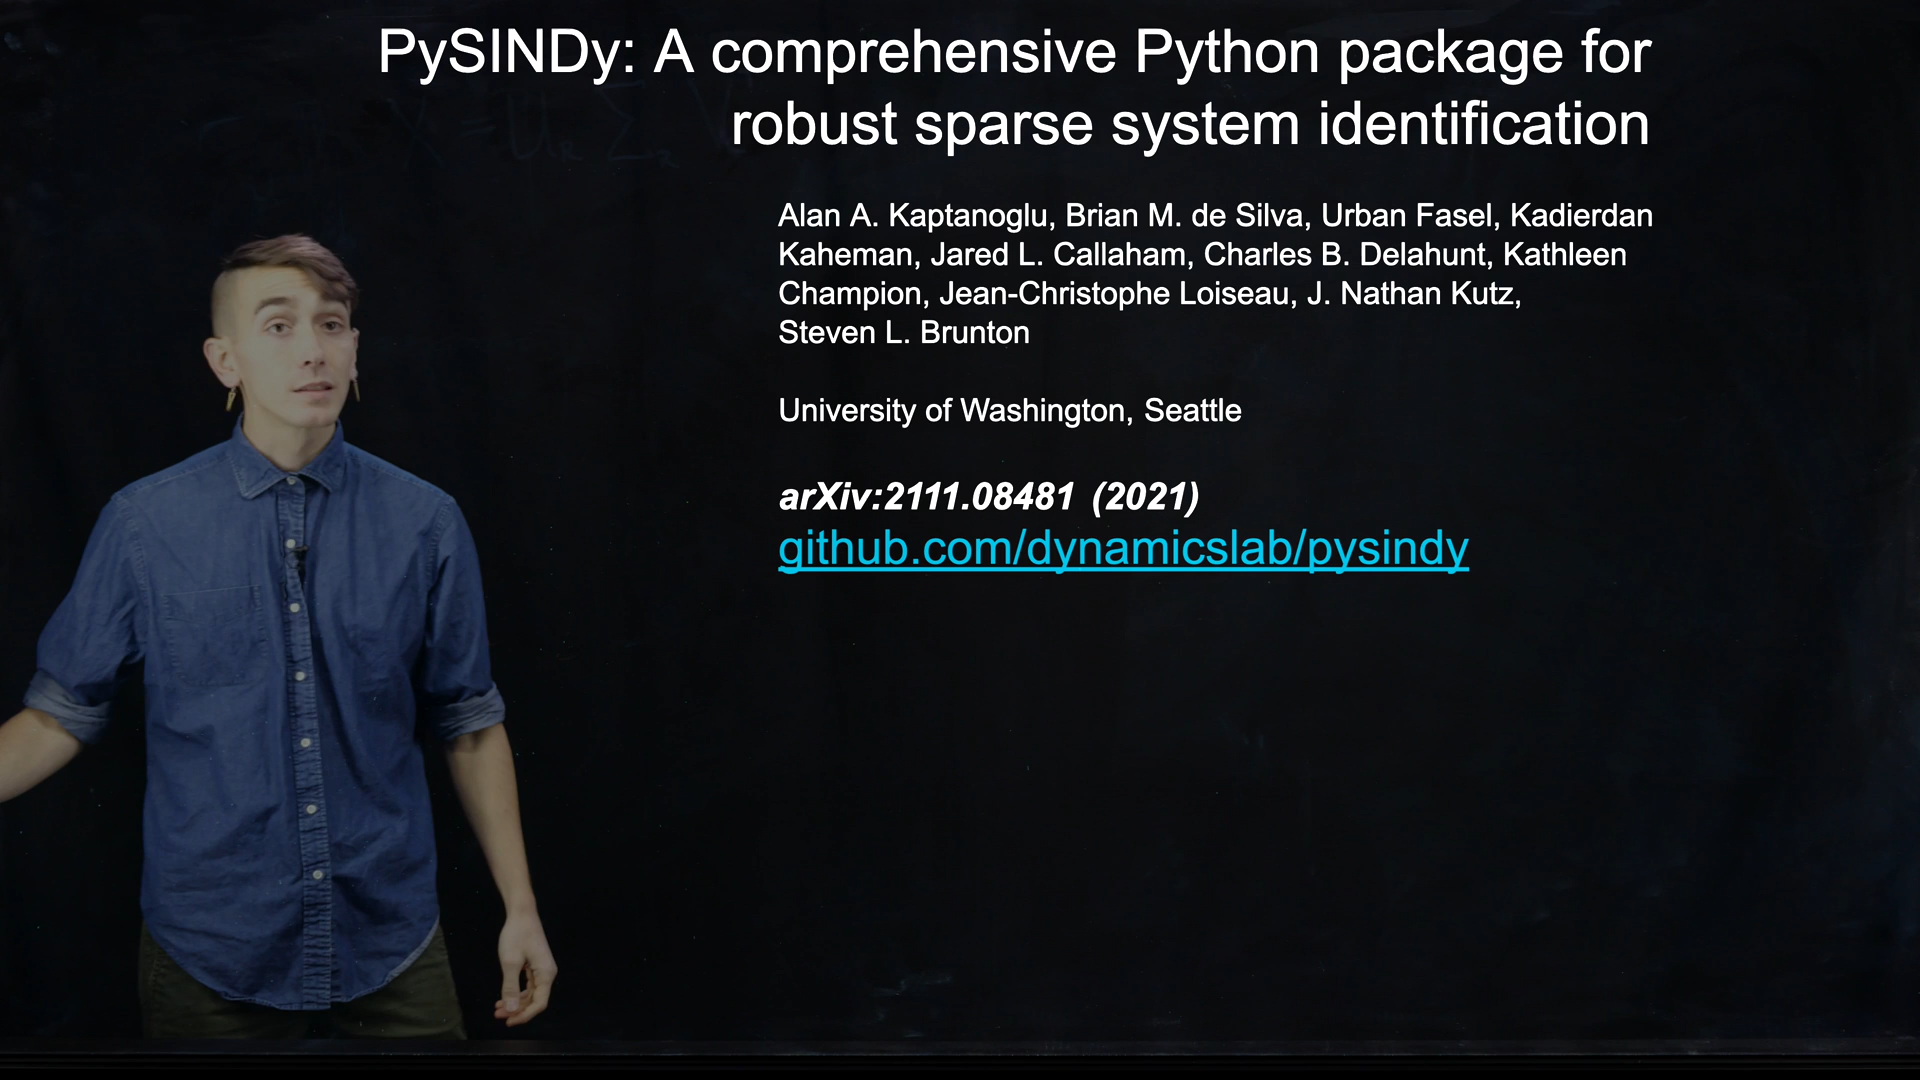 PySINDy: A comprehensive Python package for
robust sparse system identification
Alan A. Kaptanoglu, Brian M. de Silva, Urban Fasel, Kadierdan
Kaheman, Jared L. Callaham, Charles B. Delahunt, Kathleen
Champion, Jean-Christophe Loiseau, J. Nathan Kutz,
Steven L. Brunton
University of Washington, Seattle
arXiv:2111.08481 (2021)
github.com/dynamicslab/pysindy